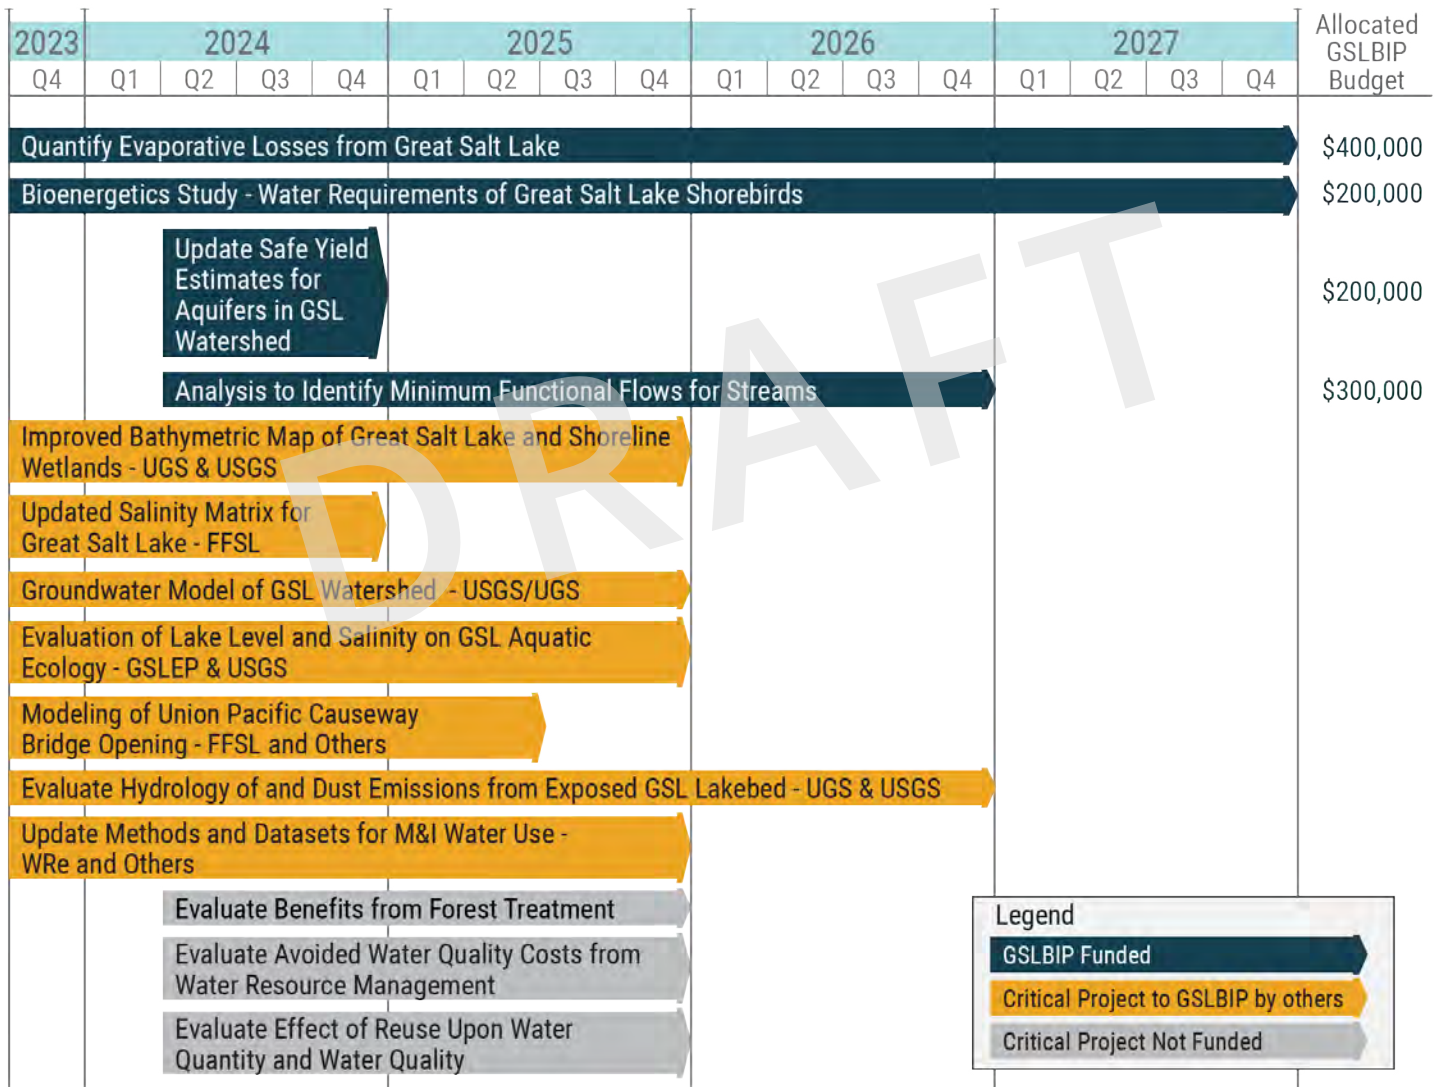 2023 2024 2025 2026 2027
Allocated
GSLBIP
Budget
Q4 Q1 Q2 Q3 Q4 Q1 Q2 Q3 Q4 Q1 Q2 Q3 Q4 Q1 Q2 Q3 Q4
Quantify Evaporative Losses from Great Salt Lake
$400,000
Bioenergetics Study - Water Requirements of Great Salt Lake Shorebirds
$200,000
Update Safe Yield
Estimates for
Aquifers in GSL
Watershed
$200,000
Analysis to Identify Minimum Functional Flows for Streams
$300,000
Improved Bathymetric Map of Great Salt Lake and Shoreline
Wetlands - UGS & USGS
Updated Salinity Matrix for
Great Salt Lake - FFSL
Groundwater Model of GSL Watershed - USGS/UGS
Evaluation of Lake Level and Salinity on GSL Aquatic
Ecology - GSLEP & USGS
Modeling of Union Pacific Causeway
Bridge Opening - FFSL and Others
Evaluate Hydrology of and Dust Emissions from Exposed GSL Lakebed - UGS & USGS
Update Methods and Datasets for M&I Water Use -
WRe and Others
Evaluate Benefits from Forest Treatment
Evaluate Avoided Water Quality Costs from
Water Resource Management
Evaluate Effect of Reuse Upon Water
Quantity and Water Quality
Legend
GSLBIP Funded
Critical Project to GSLBIP by others
Critical Project Not Funded
DRAFT